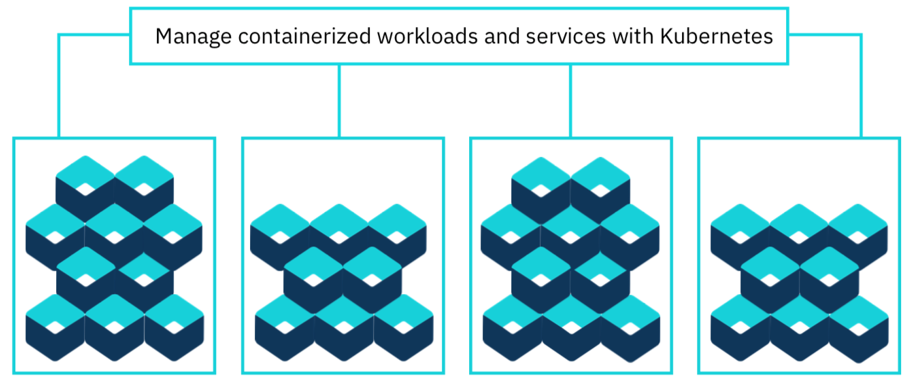 Manage containerized workloads and services with Kubernetes